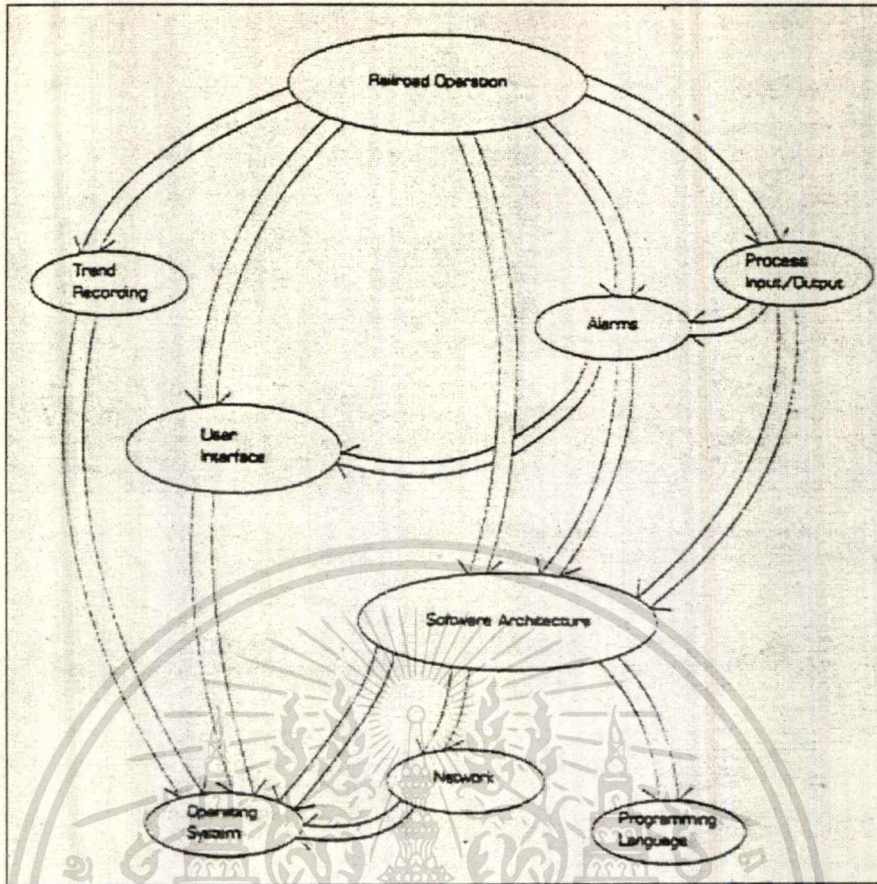 Railroad Operation
Trend
Recording
Process
Input/Output
Alarms
User
Interface
Software Architecture
Network
Operating
System
Programming
Language